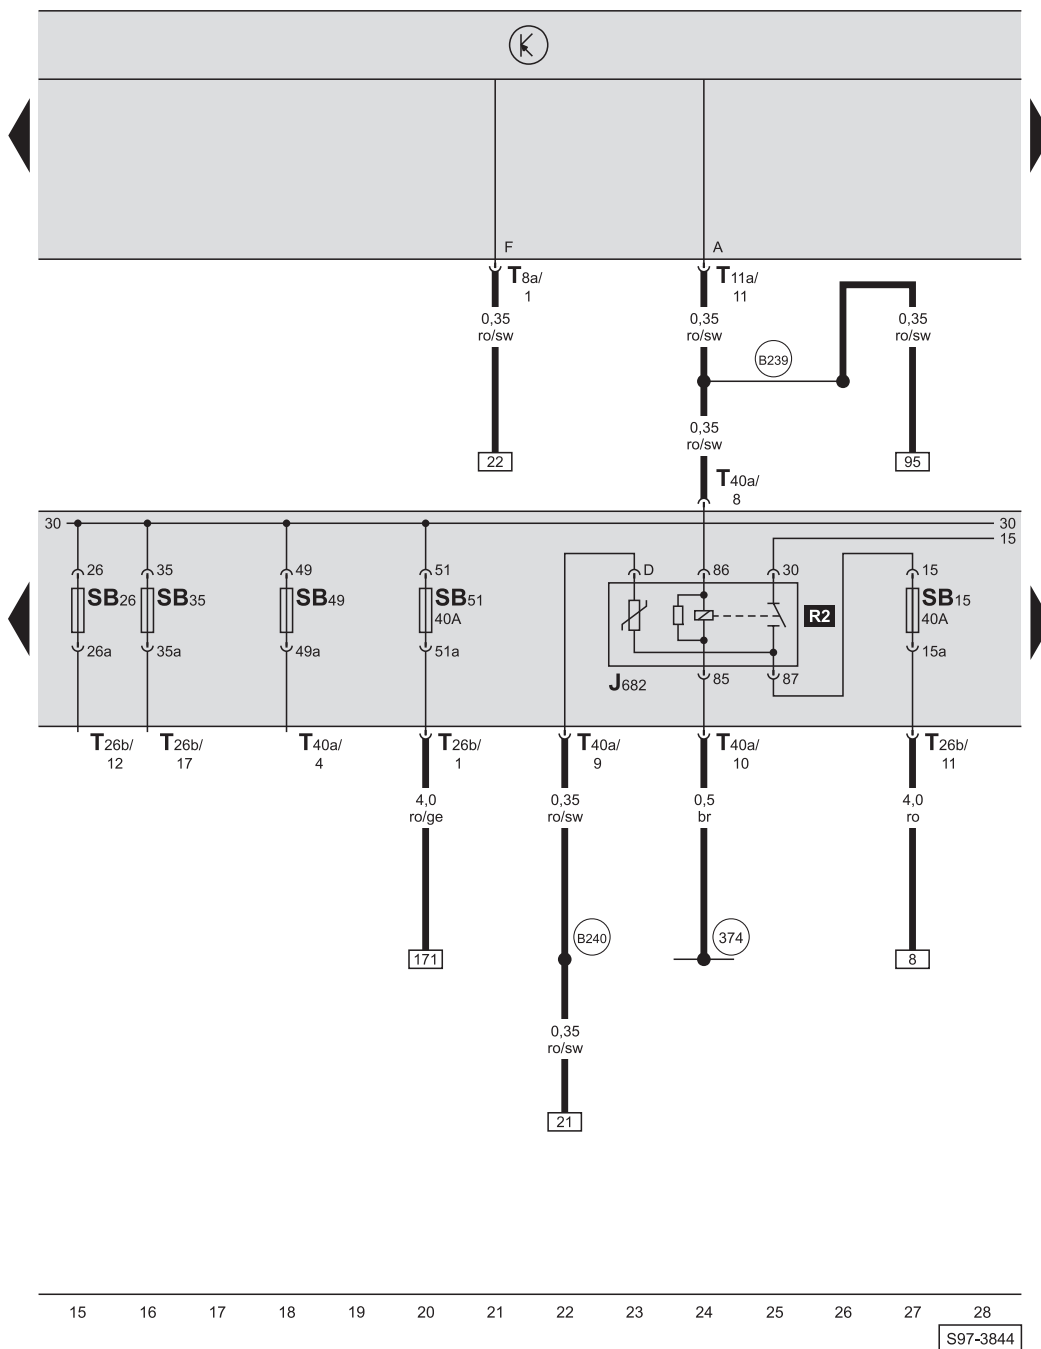 F
A
T8a/
1
T11a/
11
0,35
ro/sw
0,35
ro/sw
0,35
ro/sw
B239
0,35
ro/sw
22
95
T40a/
8
30
30
15
26
35
49
51
D
86
30
15
SB26
SB35
SB49
SB51
40A
R2
SB15
40A
26a
35a
49a
51a
J682
85
87
15a
T26b/
12
T26b/
17
T40a/
4
T26b/
1
T40a/
9
T40a/
10
T26b/
11
4,0
ro/ge
0,35
ro/sw
0,5
br
4,0
ro
B240
374
171
8
0,35
ro/sw
21
15 16 17 18 19 20 21 22 23 24 25 26 27 28
S97-3844